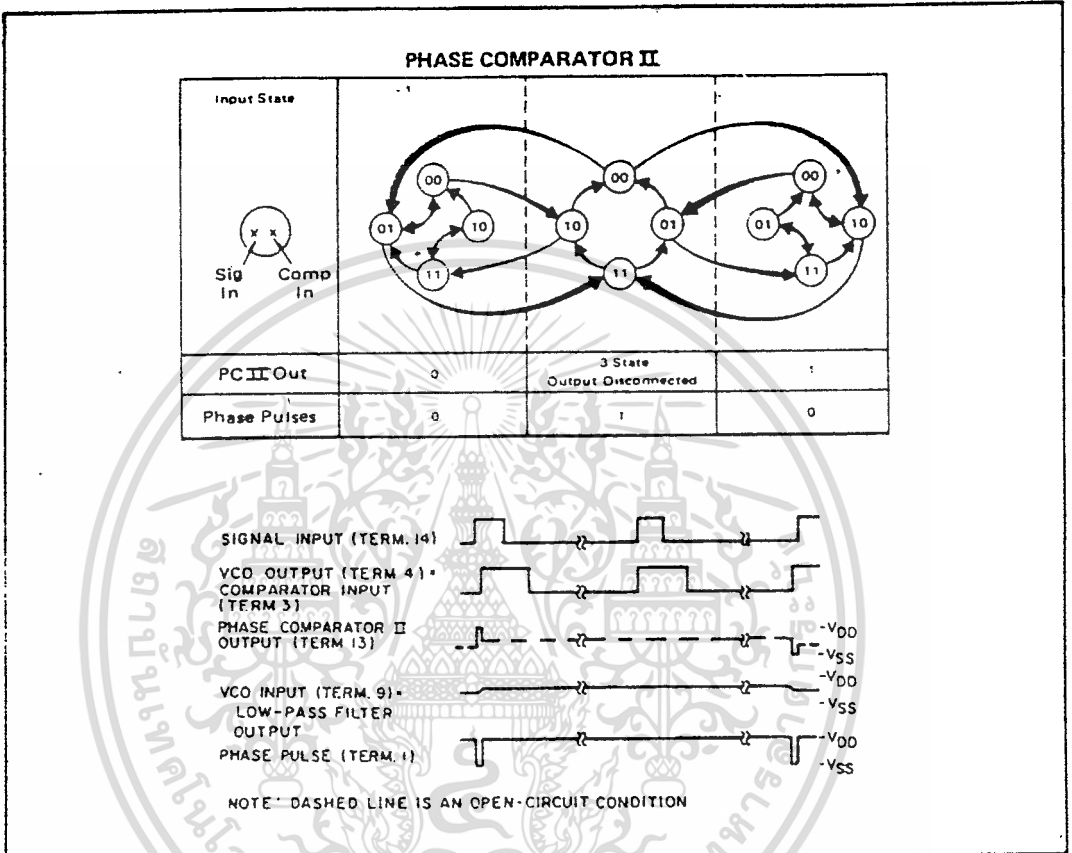 PHASE COMPARATOR II
Input State
00
00
00
01
10
10
01
01
10
11
11
11
x x
Sig In
Comp In
PC II Out
0
3 State
Output Disconnected
1
Phase Pulses
0
1
0
SIGNAL INPUT (TERM. 14)
VCO OUTPUT (TERM 4) =
COMPARATOR INPUT
(TERM 3)
PHASE COMPARATOR II
OUTPUT (TERM 13)
-VDD
-VSS
VCO INPUT (TERM. 9) =
LOW-PASS FILTER
OUTPUT
-VDD
-VSS
PHASE PULSE (TERM. 1)
-VDD
-VSS
NOTE: DASHED LINE IS AN OPEN-CIRCUIT CONDITION